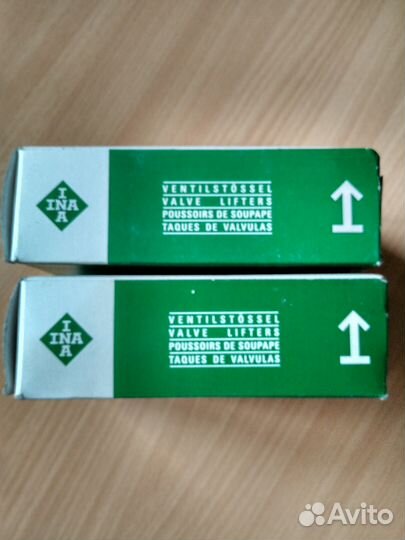 I
INA
A
VENTILSTÖSSEL
VALVE LIFTERS
POUSSOIRS DE SOUPAPE
TAQUES DE VALVULAS
I
INA
A
VENTILSTÖSSEL
VALVE LIFTERS
POUSSOIRS DE SOUPAPE
TAQUES DE VALVULAS
Avito